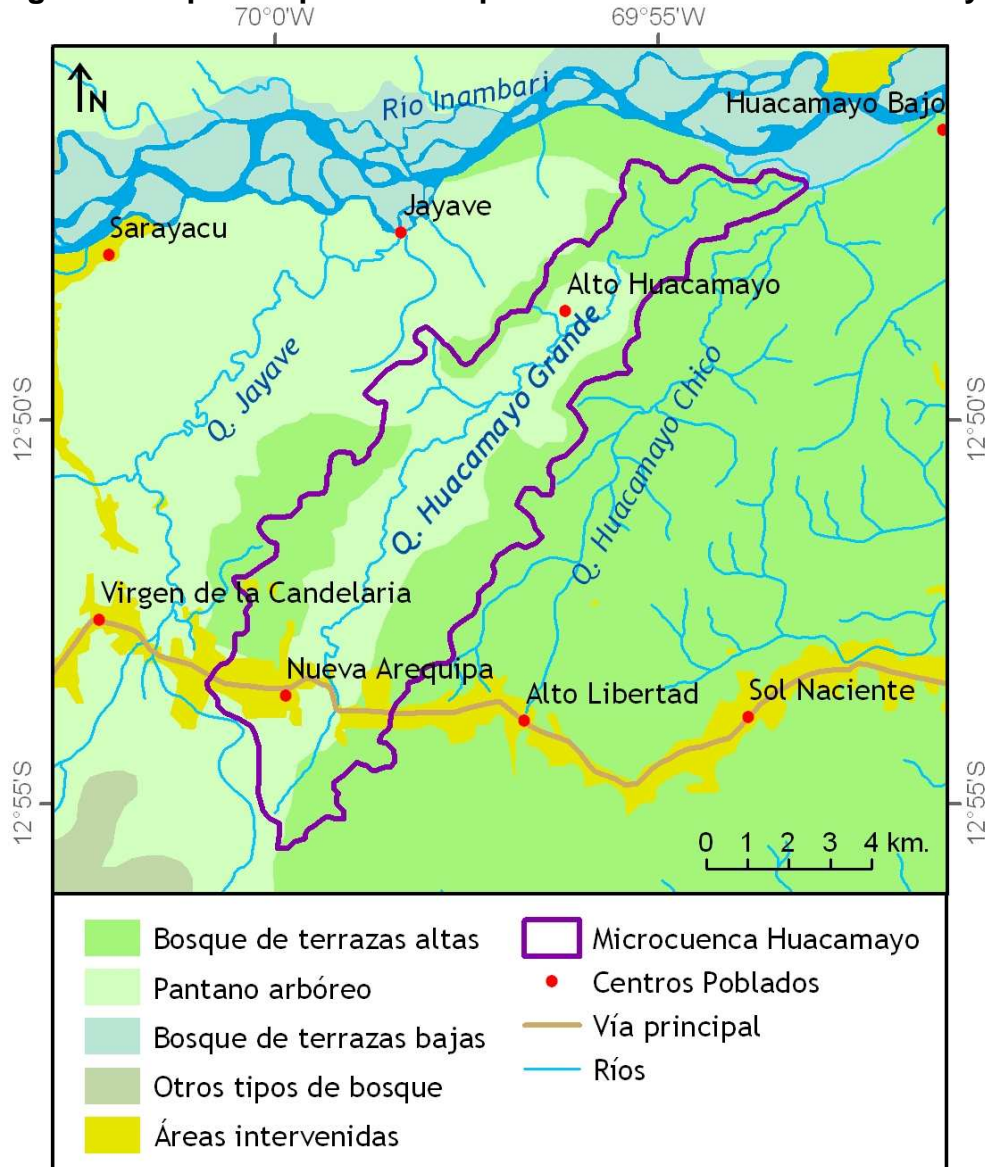 70°0'W
69°55'W
N
Río Inambari
Huacamayo Bajo
Jayave
Sarayacu
Alto Huacamayo
Q. Jayave
Q. Huacamayo Grande
Q. Huacamayo Chico
12°50'S
12°50'S
Virgen de la Candelaria
Nueva Arequipa
Alto Libertad
Sol Naciente
12°55'S
12°55'S
0 1 2 3 4 km.
Bosque de terrazas altas
Pantano arbóreo
Bosque de terrazas bajas
Otros tipos de bosque
Áreas intervenidas
Microcuenca Huacamayo
Centros Poblados
Vía principal
Ríos